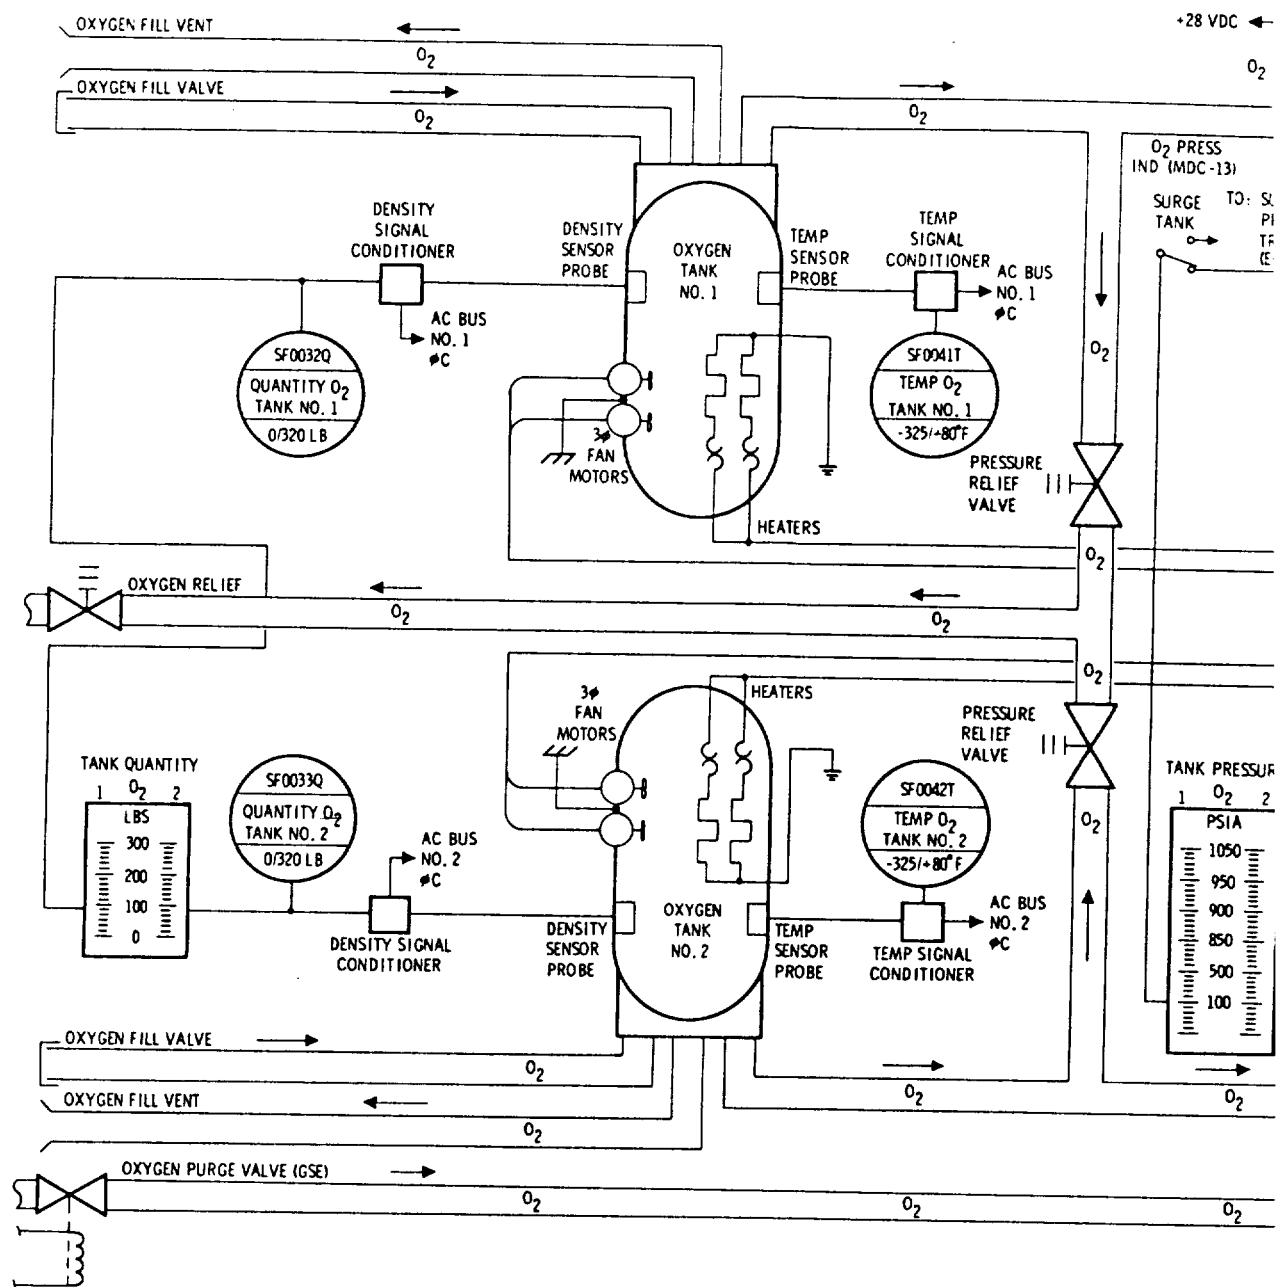 OXYGEN FILL VENT
O2
+28 VDC
O2
OXYGEN FILL VALVE
O2
O2
O2 PRESS
IND (MDC-13)
SURGE
TANK
TO:
DENSITY
SIGNAL
CONDITIONER
DENSITY
SENSOR
PROBE
OXYGEN
TANK
NO. 1
TEMP
SENSOR
PROBE
TEMP
SIGNAL
CONDITIONER
AC BUS
NO. 1
φC
AC BUS
NO. 1
φC
SF0032Q
QUANTITY O2
TANK NO. 1
0/320 LB
SF0041T
TEMP O2
TANK NO. 1
-325/+80°F
O2
3φ
FAN
MOTORS
HEATERS
PRESSURE
RELIEF
VALVE
O2
OXYGEN RELIEF
O2
O2
O2
3φ
FAN
MOTORS
HEATERS
PRESSURE
RELIEF
VALVE
TANK QUANTITY
1 O2 2
LBS
300
200
100
0
SF0033Q
QUANTITY O2
TANK NO. 2
0/320 LB
AC BUS
NO. 2
φC
SF0042T
TEMP O2
TANK NO. 2
-325/+80°F
O2
TANK PRESSUR
1 O2 2
PSIA
1050
950
900
850
500
100
DENSITY SIGNAL
CONDITIONER
DENSITY
SENSOR
PROBE
OXYGEN
TANK
NO. 2
TEMP
SENSOR
PROBE
TEMP SIGNAL
CONDITIONER
AC BUS
NO. 2
φC
OXYGEN FILL VALVE
O2
O2
O2
OXYGEN FILL VENT
O2
OXYGEN PURGE VALVE (GSE)
O2
O2
O2